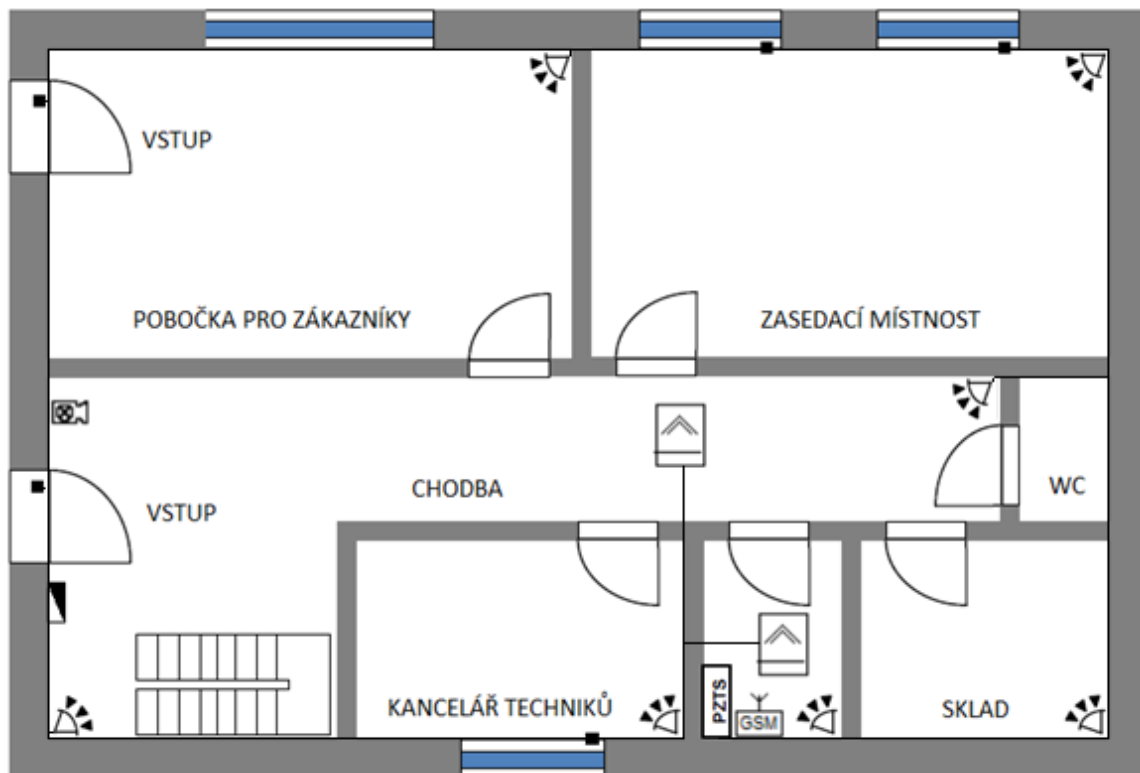 VSTUP
POBOČKA PRO ZÁKAZNÍKY
ZASEDACÍ MÍSTNOST
CHODBA
WC
VSTUP
KANCELÁŘ TECHNIKŮ
PZTS
GSM
SKLAD